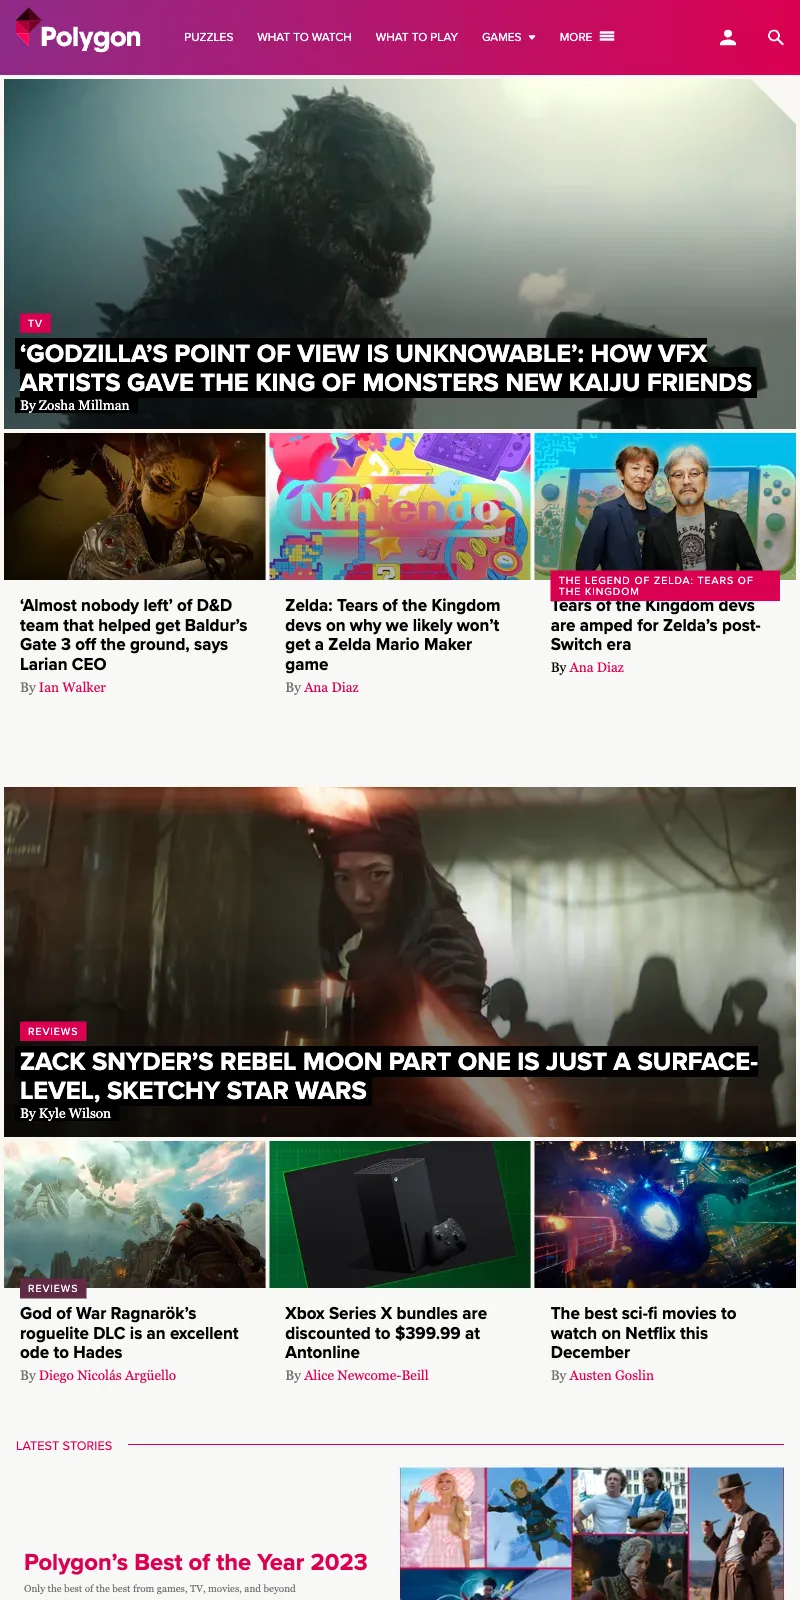 Polygon
PUZZLES
WHAT TO WATCH
WHAT TO PLAY
GAMES
MORE
TV
‘GODZILLA’S POINT OF VIEW IS UNKNOWABLE’: HOW VFX
ARTISTS GAVE THE KING OF MONSTERS NEW KAIJU FRIENDS
By Zosha Millman
Nintendo
‘Almost nobody left’ of D&D
team that helped get Baldur’s
Gate 3 off the ground, says
Larian CEO
By Ian Walker
Zelda: Tears of the Kingdom
devs on why we likely won’t
get a Zelda Mario Maker
game
By Ana Diaz
THE LEGEND OF ZELDA: TEARS OF
THE KINGDOM
Tears of the Kingdom devs
are amped for Zelda’s post-
Switch era
By Ana Diaz
REVIEWS
ZACK SNYDER’S REBEL MOON PART ONE IS JUST A SURFACE-
LEVEL, SKETCHY STAR WARS
By Kyle Wilson
REVIEWS
God of War Ragnarök’s
roguelite DLC is an excellent
ode to Hades
By Diego Nicolás Argüello
Xbox Series X bundles are
discounted to $399.99 at
Antonline
By Alice Newcome-Beill
The best sci-fi movies to
watch on Netflix this
December
By Austen Goslin
LATEST STORIES
Polygon’s Best of the Year 2023
Only the best of the best from games, TV, movies, and beyond